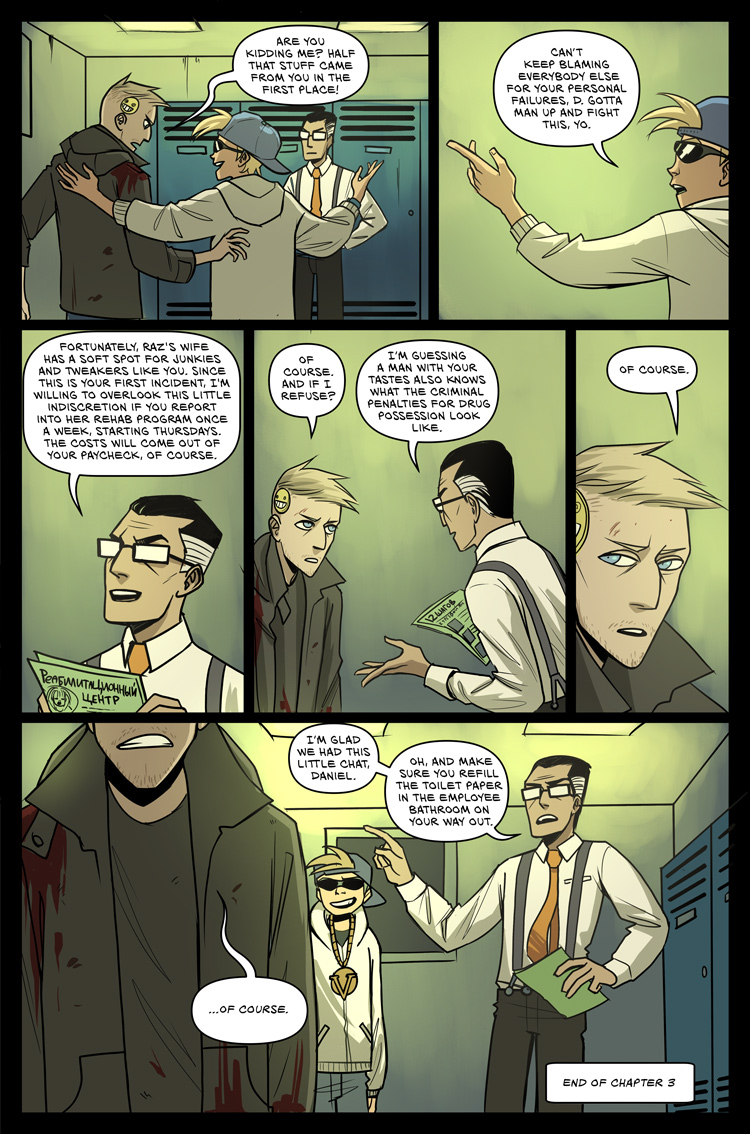 ARE YOU
KIDDING ME? HALF
THAT STUFF CAME
FROM YOU IN THE
FIRST PLACE!
CAN'T
KEEP BLAMING
EVERYBODY ELSE
FOR YOUR PERSONAL
FAILURES, D. GOTTA
MAN UP AND FIGHT
THIS, YO.
FORTUNATELY, RAZ'S WIFE
HAS A SOFT SPOT FOR JUNKIES
AND TWEAKERS LIKE YOU. SINCE
THIS IS YOUR FIRST INCIDENT, I'M
WILLING TO OVERLOOK THIS LITTLE
INDISCRETION IF YOU REPORT
INTO HER REHAB PROGRAM ONCE
A WEEK, STARTING THURSDAYS.
THE COSTS WILL COME OUT OF
YOUR PAYCHECK, OF COURSE.
РЕАБИЛИТАЦИОННЫЙ
ЦЕНТР
OF
COURSE.
AND IF I
REFUSE?
I'M GUESSING
A MAN WITH YOUR
TASTES ALSO KNOWS
WHAT THE CRIMINAL
PENALTIES FOR DRUG
POSSESSION LOOK
LIKE.
OF COURSE.
I'M GLAD
WE HAD THIS
LITTLE CHAT,
DANIEL.
OH, AND MAKE
SURE YOU REFILL
THE TOILET PAPER
IN THE EMPLOYEE
BATHROOM ON
YOUR WAY OUT.
V
...OF COURSE.
END OF CHAPTER 3